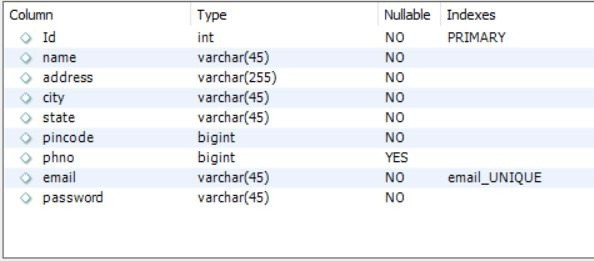 Column Type Nullable Indexes
Id int NO PRIMARY
name varchar(45) NO
address varchar(255) NO
city varchar(45) NO
state varchar(45) NO
pincode bigint NO
phno bigint YES
email varchar(45) NO email_UNIQUE
password varchar(45) NO